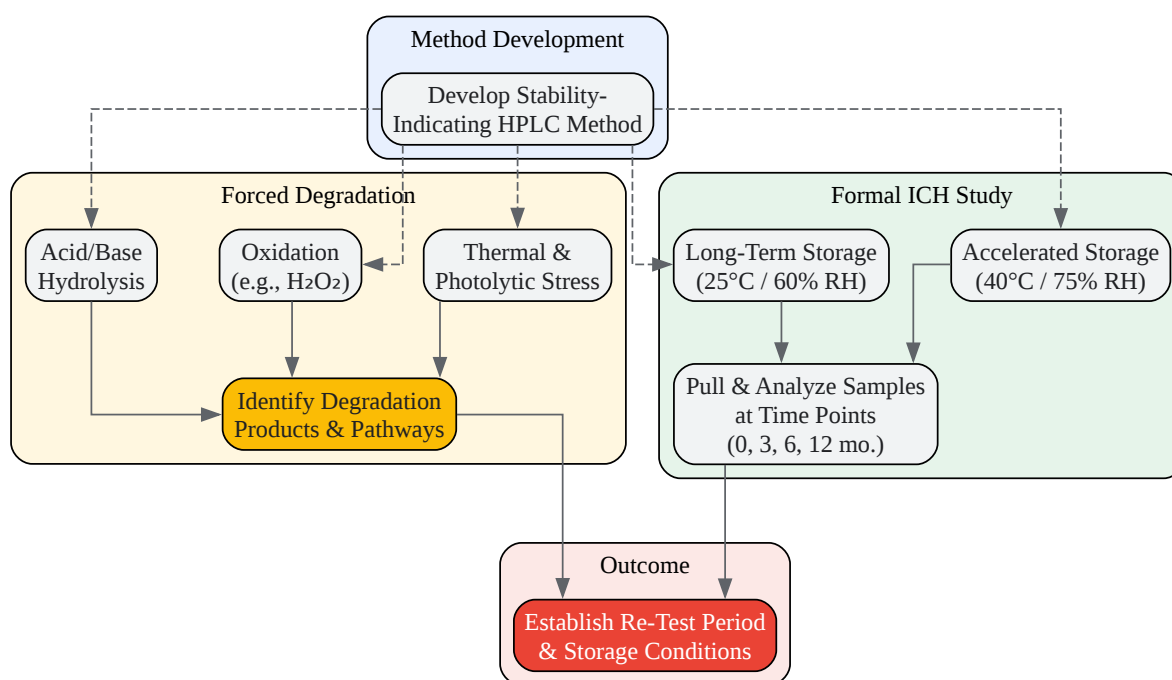 Method Development
Develop Stability-
Indicating HPLC Method
Forced Degradation
Acid/Base
Hydrolysis
Oxidation
(e.g., H₂O₂)
Thermal &
Photolytic Stress
Identify Degradation
Products & Pathways
Formal ICH Study
Long-Term Storage
(25°C / 60% RH)
Accelerated Storage
(40°C / 75% RH)
Pull & Analyze Samples
at Time Points
(0, 3, 6, 12 mo.)
Outcome
Establish Re-Test Period
& Storage Conditions